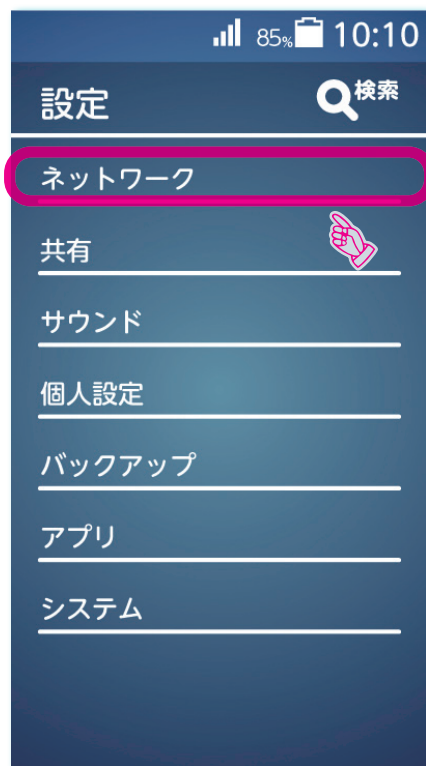 85% 10:10
設定 検索
ネットワーク
共有
サウンド
個人設定
バックアップ
アプリ
システム